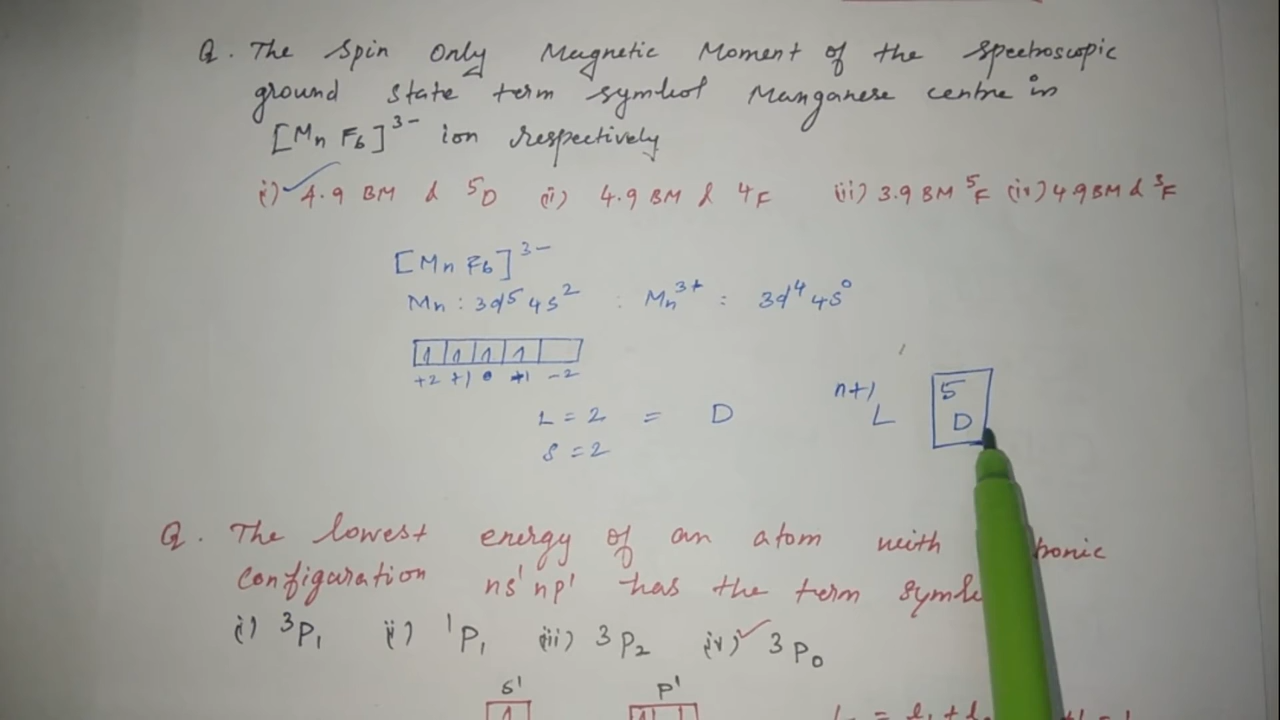 Q. The Spin Only Magnetic Moment of the Spectroscopic
ground state term symbol Manganese centre in
[Mn F6]³⁻ ion respectively
i) ✓ 4.9 BM & ⁵D (ii) 4.9 BM & ⁴F (iii) 3.9 BM ⁵F (iv) 4.9 BM & ³F
[Mn F6]³⁻
Mn : 3d⁵ 4s² : Mn³⁺ : 3d⁴ 4s⁰
1 1 1 1
+2 +1 0 -1 -2
L = 2 = D
S = 2
n+1 L
5 D
Q. The lowest energy of an atom with
configuration ns¹ np¹ has the term
(i) ³P₁ (ii) ¹P₁ (iii) ³P₂ (iv) ✓ ³P₀
s¹ p¹